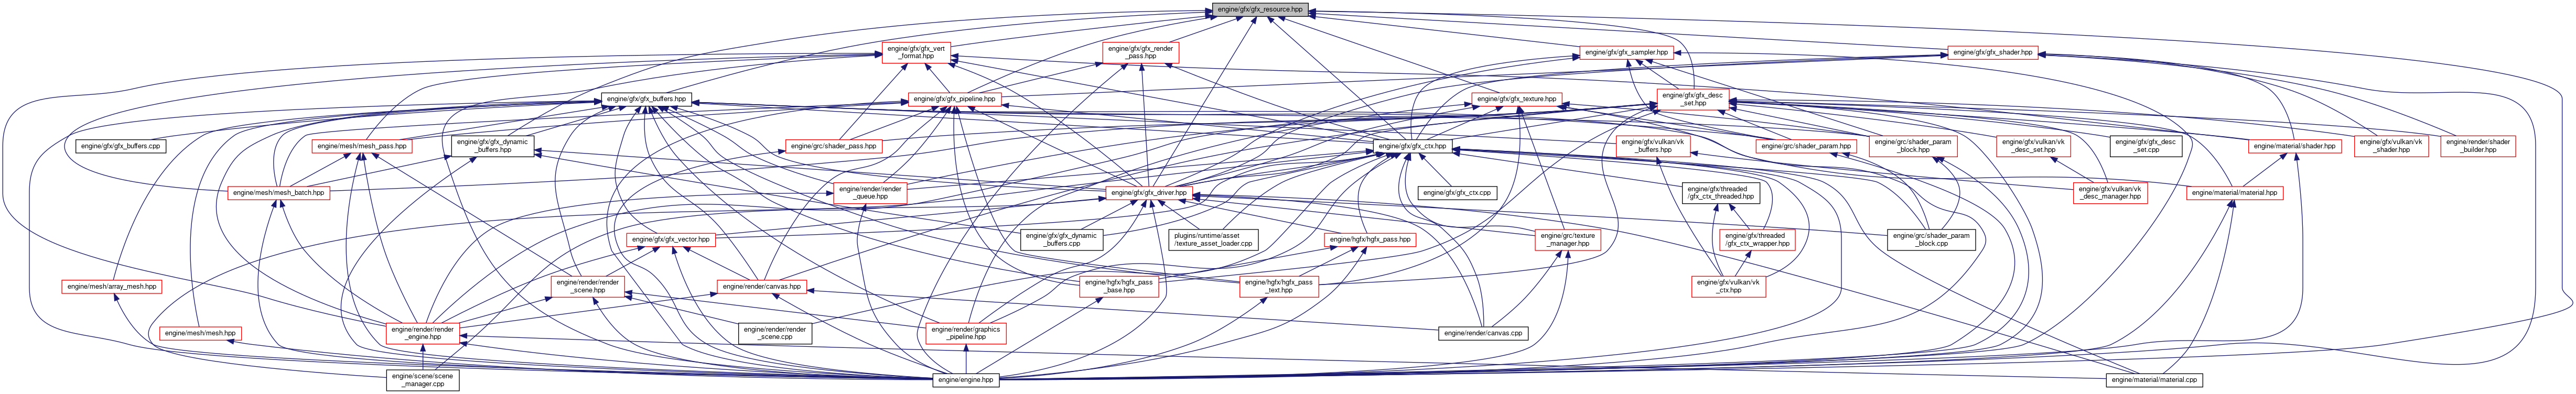 engine/gfx/gfx_resource.hpp
engine/gfx/gfx_vert
_format.hpp
engine/gfx/gfx_render
_pass.hpp
engine/gfx/gfx_sampler.hpp
engine/gfx/gfx_shader.hpp
engine/gfx/gfx_buffers.hpp
engine/gfx/gfx_pipeline.hpp
engine/gfx/gfx_texture.hpp
engine/gfx/gfx_desc
_set.hpp
engine/gfx/gfx_buffers.cpp
engine/mesh/mesh_pass.hpp
engine/gfx/gfx_dynamic
_buffers.hpp
engine/grc/shader_pass.hpp
engine/gfx/gfx_ctx.hpp
engine/gfx/vulkan/vk
_buffers.hpp
engine/grc/shader_param.hpp
engine/grc/shader_param
_block.hpp
engine/gfx/vulkan/vk
_desc_set.hpp
engine/gfx/gfx_desc
_set.cpp
engine/material/shader.hpp
engine/gfx/vulkan/vk
_shader.hpp
engine/render/shader
_builder.hpp
engine/mesh/mesh_batch.hpp
engine/render/render
_queue.hpp
engine/gfx/gfx_driver.hpp
engine/gfx/gfx_ctx.cpp
engine/gfx/threaded
/gfx_ctx_threaded.hpp
engine/gfx/vulkan/vk
_desc_manager.hpp
engine/material/material.hpp
engine/gfx/gfx_vector.hpp
engine/gfx/gfx_dynamic
_buffers.cpp
plugins/runtime/asset
/texture_asset_loader.cpp
engine/hgfx/hgfx_pass.hpp
engine/grc/texture
_manager.hpp
engine/gfx/threaded
/gfx_ctx_wrapper.hpp
engine/grc/shader_param
_block.cpp
engine/mesh/array_mesh.hpp
engine/render/render
_scene.hpp
engine/render/canvas.hpp
engine/hgfx/hgfx_pass
_base.hpp
engine/hgfx/hgfx_pass
_text.hpp
engine/gfx/vulkan/vk
_ctx.hpp
engine/mesh/mesh.hpp
engine/render/render
_engine.hpp
engine/render/render
_scene.cpp
engine/render/graphics
_pipeline.hpp
engine/render/canvas.cpp
engine/scene/scene
_manager.cpp
engine/engine.hpp
engine/material/material.cpp